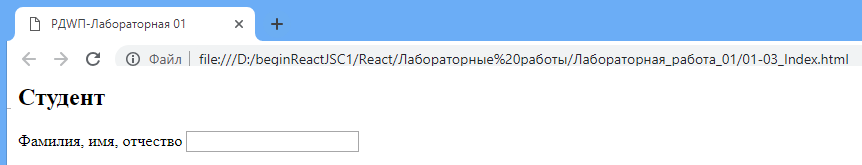 РДWП-Лабораторная 01
Файл file:///D:/beginReactJSC1/React/Лабораторные%20работы/Лабораторная_работа_01/01-03_Index.html
Студент
Фамилия, имя, отчество